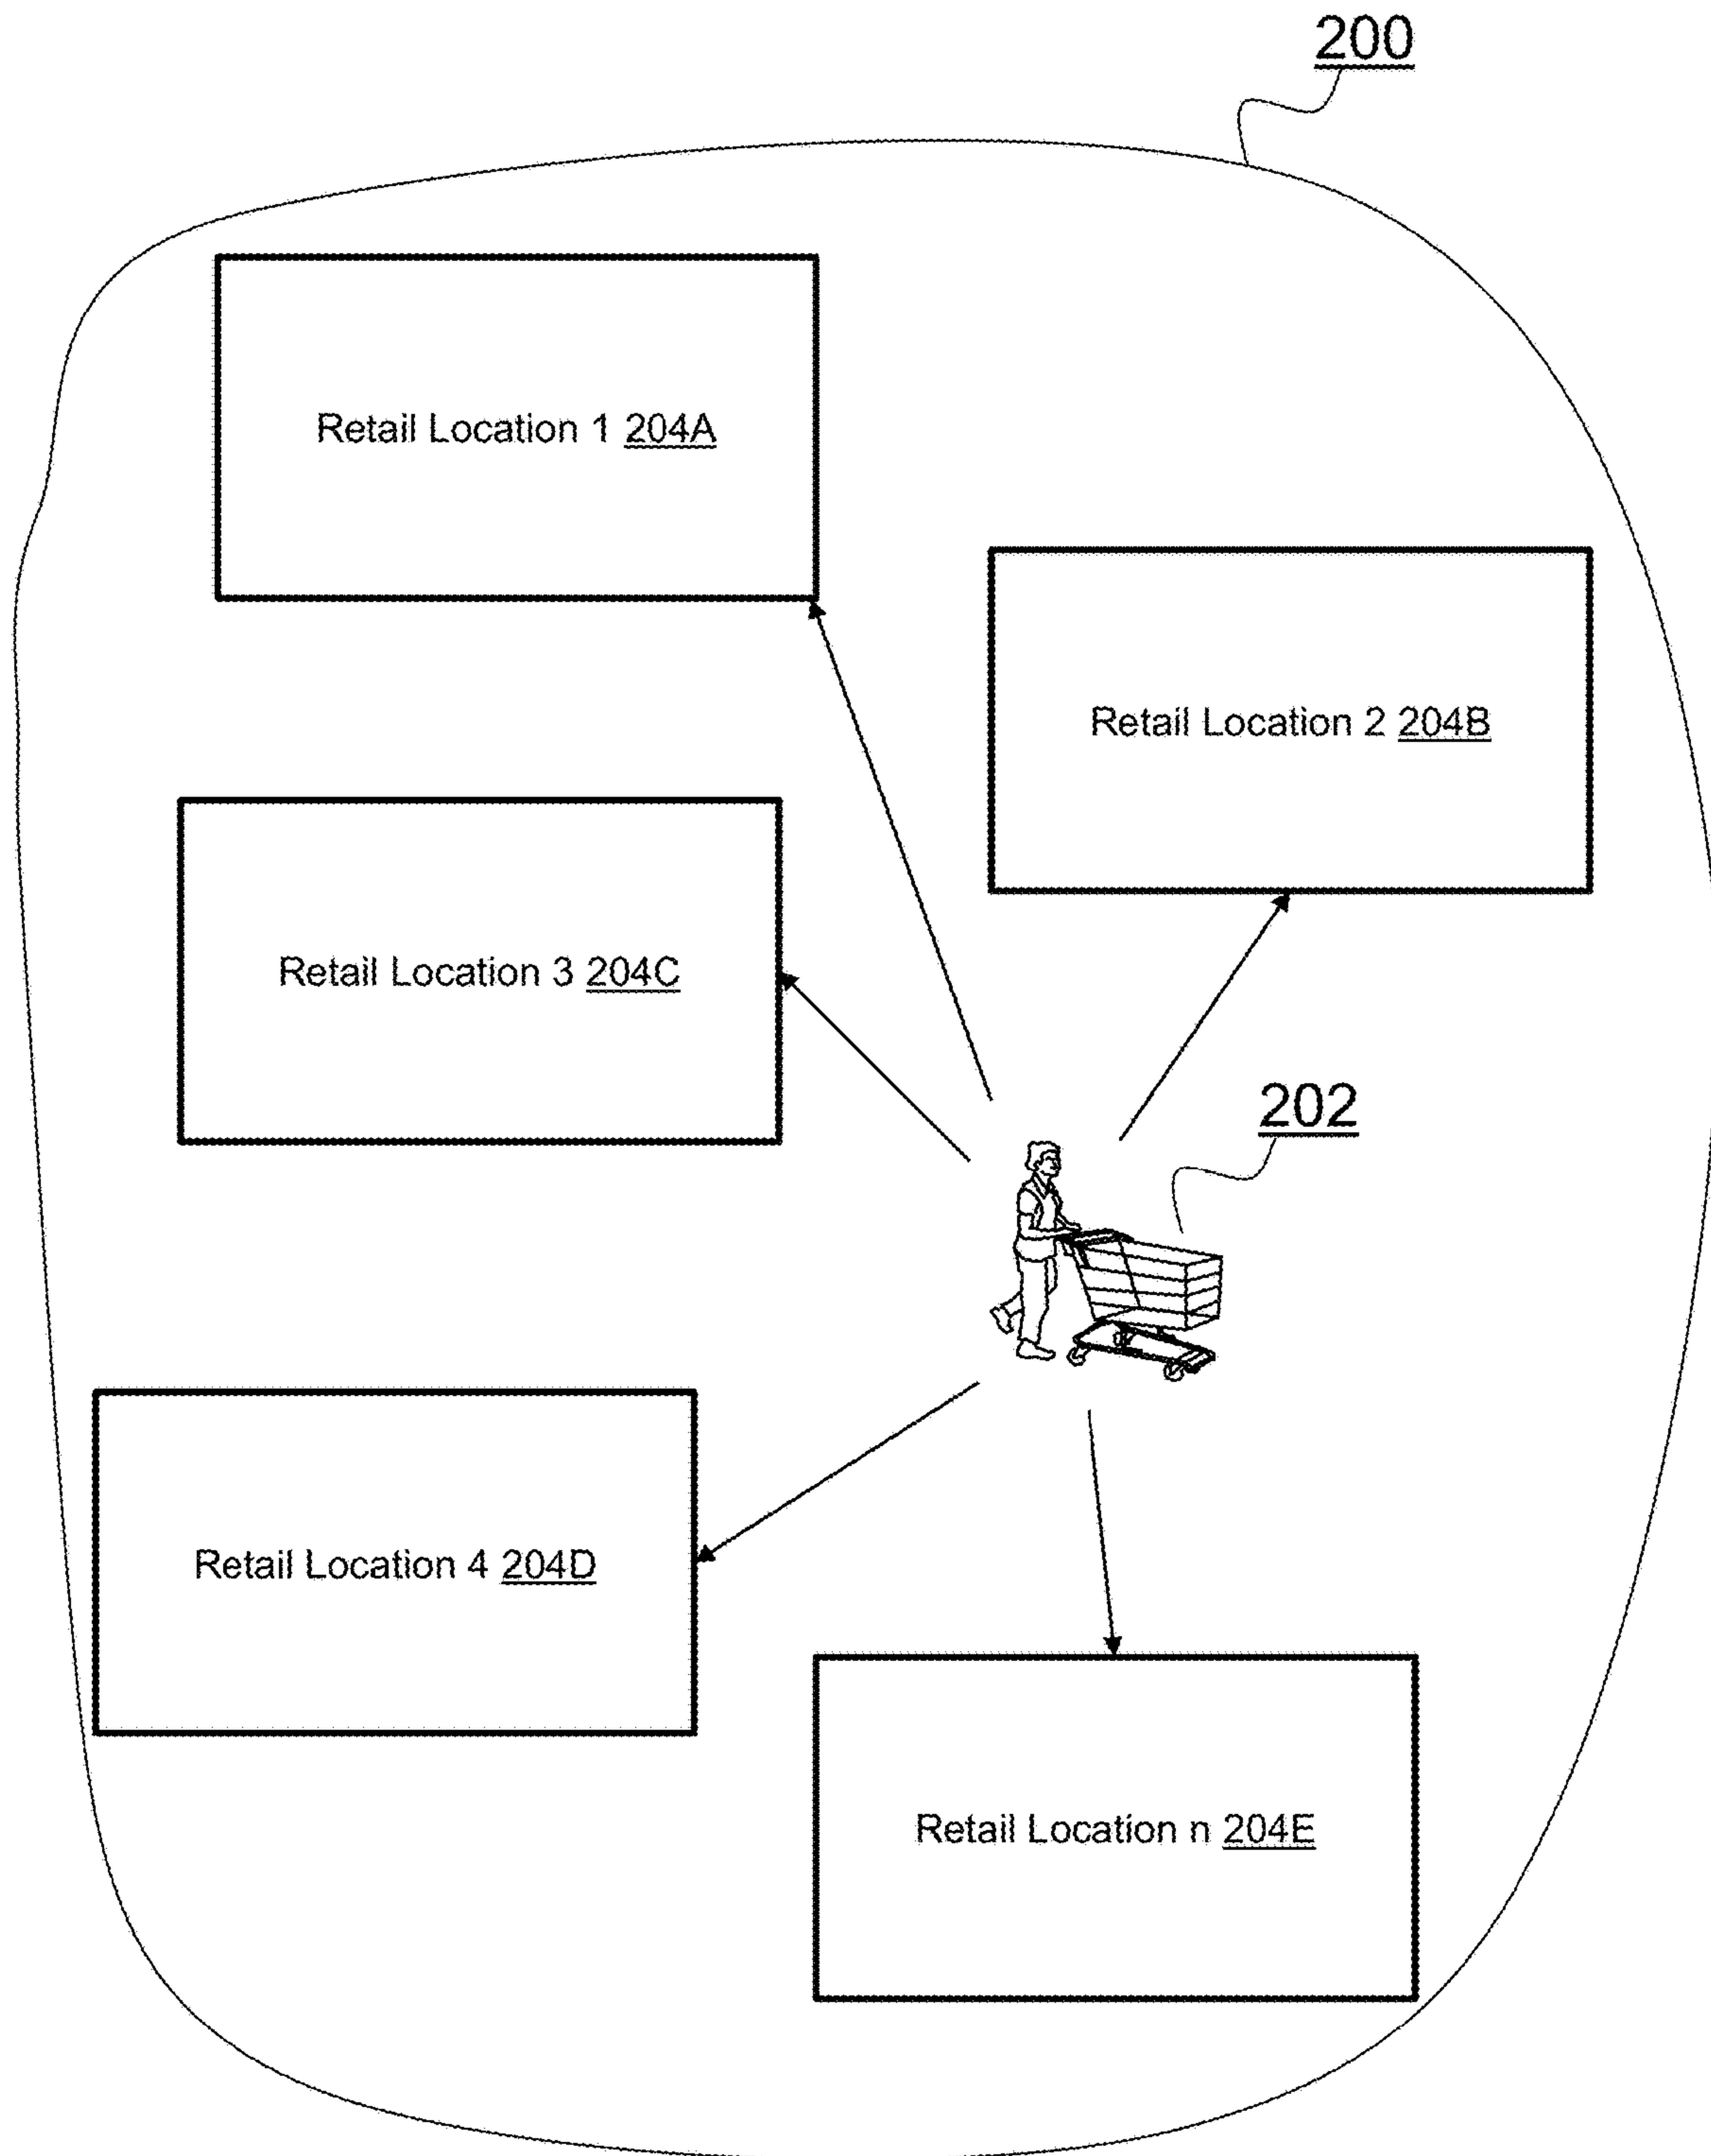 200
Retail Location 1 204A
Retail Location 2 204B
Retail Location 3 204C
202
Retail Location 4 204D
Retail Location n 204E